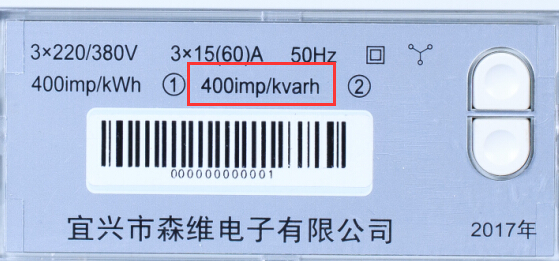 3×220/380V 3×15(60)A 50Hz
400imp/kWh ① 400imp/kvarh ②
000000000001
宜兴市森维电子有限公司 2017年